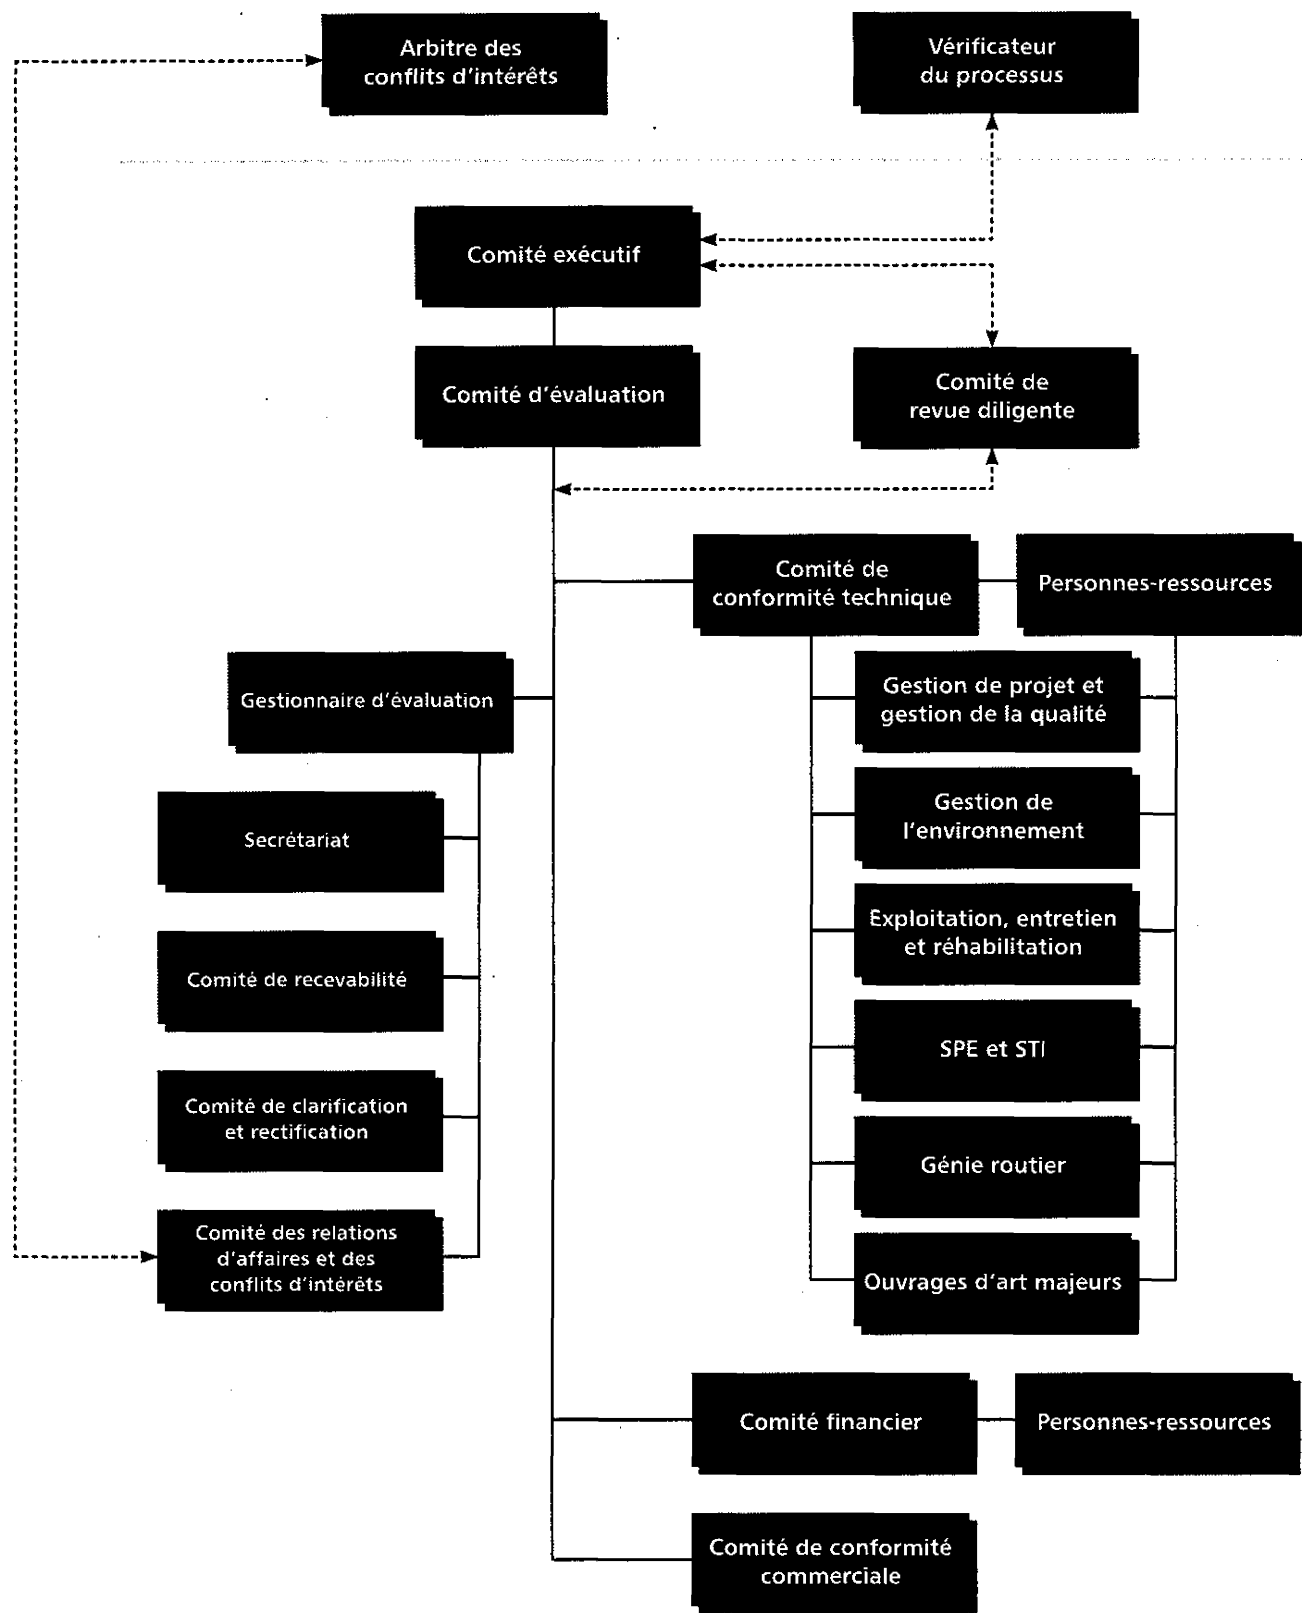 Arbitre des
conflits d'intérêts
Vérificateur
du processus
Comité exécutif
Comité d'évaluation
Comité de
revue diligente
Comité de
conformité technique
Personnes-ressources
Gestionnaire d'évaluation
Gestion de projet et
gestion de la qualité
Secrétariat
Gestion de
l'environnement
Comité de recevabilité
Exploitation, entretien
et réhabilitation
SPE et STI
Comité de clarification
et rectification
Génie routier
Comité des relations
d'affaires et des
conflits d'intérêts
Ouvrages d'art majeurs
Comité financier
Personnes-ressources
Comité de conformité
commerciale